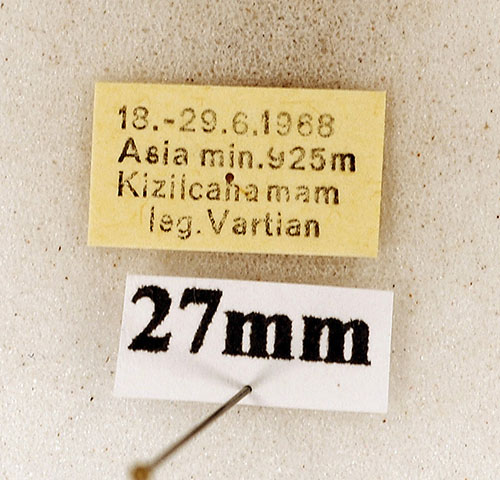 18.-29.6.1968
Asia min.925m
Kizilcahamam
leg. Vartian
27mm